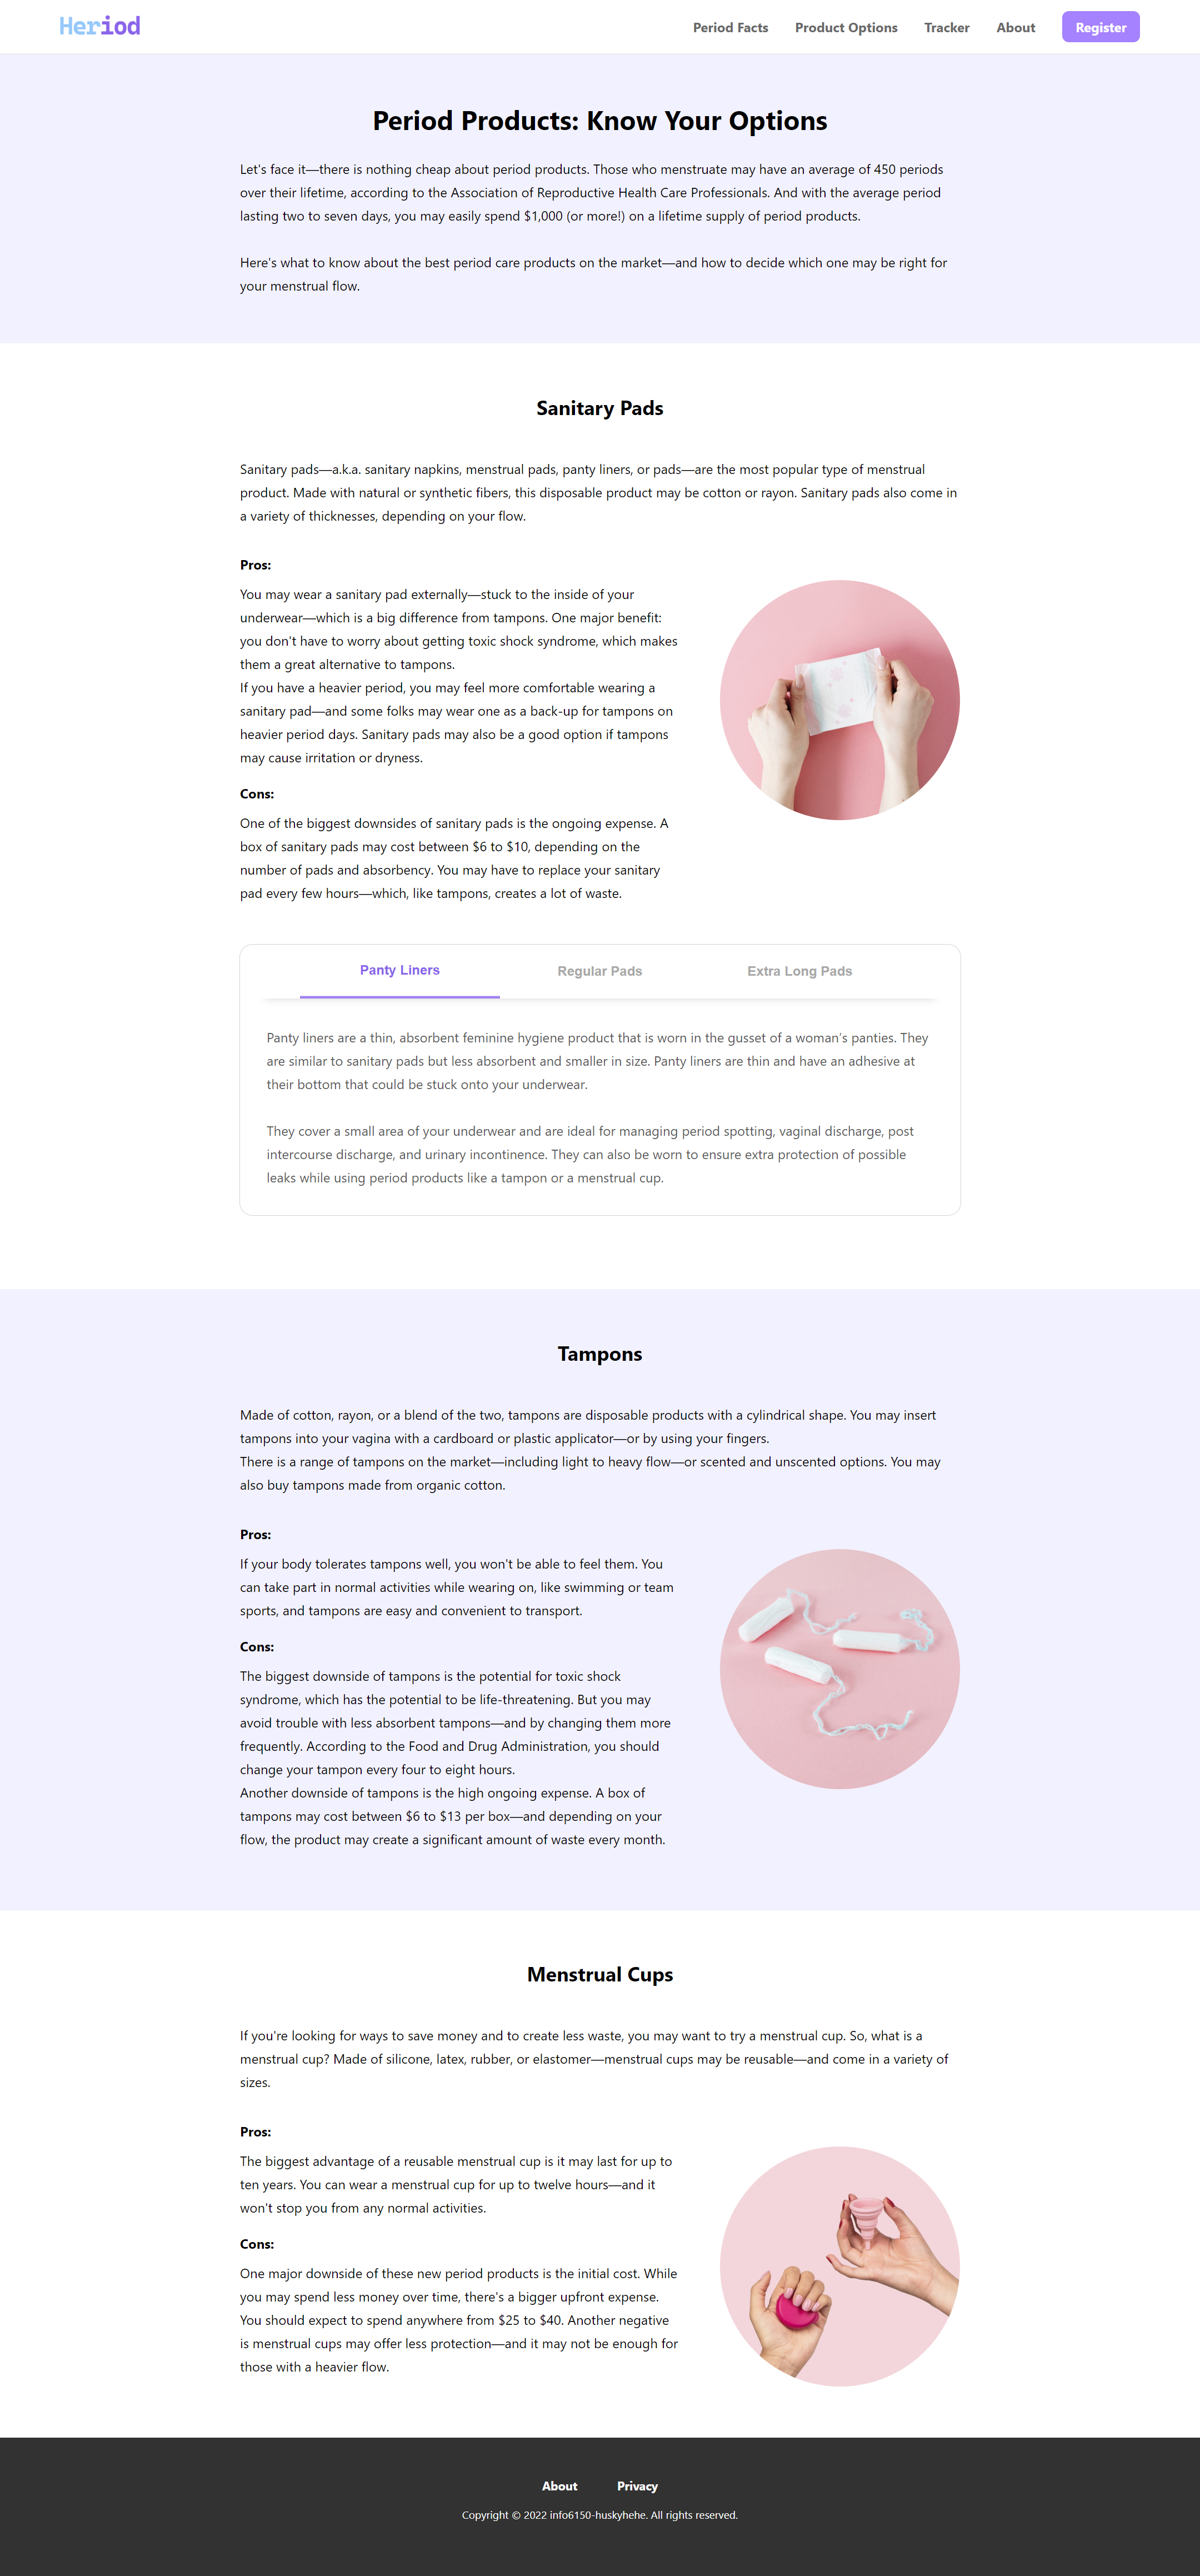 Heriod
Period Facts Product Options Tracker About Register
Period Products: Know Your Options
Let's face it—there is nothing cheap about period products. Those who menstruate may have an average of 450 periods
over their lifetime, according to the Association of Reproductive Health Care Professionals. And with the average period
lasting two to seven days, you may easily spend $1,000 (or more!) on a lifetime supply of period products.
Here's what to know about the best period care products on the market—and how to decide which one may be right for
your menstrual flow.
Sanitary Pads
Sanitary pads—a.k.a. sanitary napkins, menstrual pads, panty liners, or pads—are the most popular type of menstrual
product. Made with natural or synthetic fibers, this disposable product may be cotton or rayon. Sanitary pads also come in
a variety of thicknesses, depending on your flow.
Pros:
You may wear a sanitary pad externally—stuck to the inside of your
underwear—which is a big difference from tampons. One major benefit:
you don't have to worry about getting toxic shock syndrome, which makes
them a great alternative to tampons.
If you have a heavier period, you may feel more comfortable wearing a
sanitary pad—and some folks may wear one as a back-up for tampons on
heavier period days. Sanitary pads may also be a good option if tampons
may cause irritation or dryness.
Cons:
One of the biggest downsides of sanitary pads is the ongoing expense. A
box of sanitary pads may cost between $6 to $10, depending on the
number of pads and absorbency. You may have to replace your sanitary
pad every few hours—which, like tampons, creates a lot of waste.
Panty Liners Regular Pads Extra Long Pads
Panty liners are a thin, absorbent feminine hygiene product that is worn in the gusset of a woman's panties. They
are similar to sanitary pads but less absorbent and smaller in size. Panty liners are thin and have an adhesive at
their bottom that could be stuck onto your underwear.
They cover a small area of your underwear and are ideal for managing period spotting, vaginal discharge, post
intercourse discharge, and urinary incontinence. They can also be worn to ensure extra protection of possible
leaks while using period products like a tampon or a menstrual cup.
Tampons
Made of cotton, rayon, or a blend of the two, tampons are disposable products with a cylindrical shape. You may insert
tampons into your vagina with a cardboard or plastic applicator—or by using your fingers.
There is a range of tampons on the market—including light to heavy flow—or scented and unscented options. You may
also buy tampons made from organic cotton.
Pros:
If your body tolerates tampons well, you won't be able to feel them. You
can take part in normal activities while wearing on, like swimming or team
sports, and tampons are easy and convenient to transport.
Cons:
The biggest downside of tampons is the potential for toxic shock
syndrome, which has the potential to be life-threatening. But you may
avoid trouble with less absorbent tampons—and by changing them more
frequently. According to the Food and Drug Administration, you should
change your tampon every four to eight hours.
Another downside of tampons is the high ongoing expense. A box of
tampons may cost between $6 to $13 per box—and depending on your
flow, the product may create a significant amount of waste every month.
Menstrual Cups
If you're looking for ways to save money and to create less waste, you may want to try a menstrual cup. So, what is a
menstrual cup? Made of silicone, latex, rubber, or elastomer—menstrual cups may be reusable—and come in a variety of
sizes.
Pros:
The biggest advantage of a reusable menstrual cup is it may last for up to
ten years. You can wear a menstrual cup for up to twelve hours—and it
won't stop you from any normal activities.
Cons:
One major downside of these new period products is the initial cost. While
you may spend less money over time, there's a bigger upfront expense.
You should expect to spend anywhere from $25 to $40. Another negative
is menstrual cups may offer less protection—and it may not be enough for
those with a heavier flow.
About Privacy
Copyright © 2022 info6150-huskyhehe. All rights reserved.